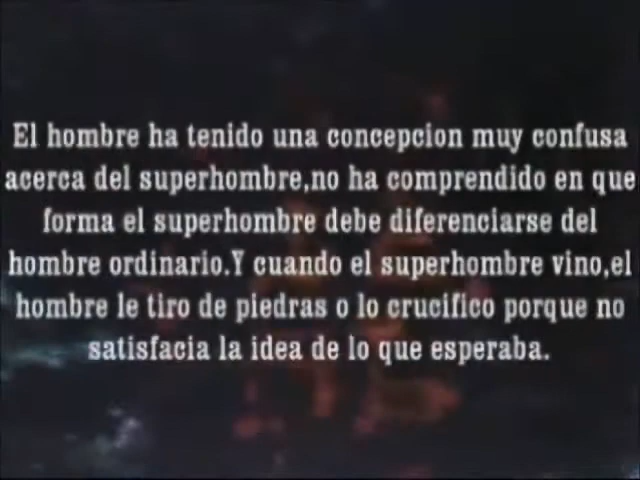 El hombre ha tenido una concepcion muy confusa
acerca del superhombre,no ha comprendido en que
forma el superhombre debe diferenciarse del
hombre ordinario.Y cuando el superhombre vino,el
hombre le tiro de piedras o lo crucifico porque no
satisfacia la idea de lo que esperaba.